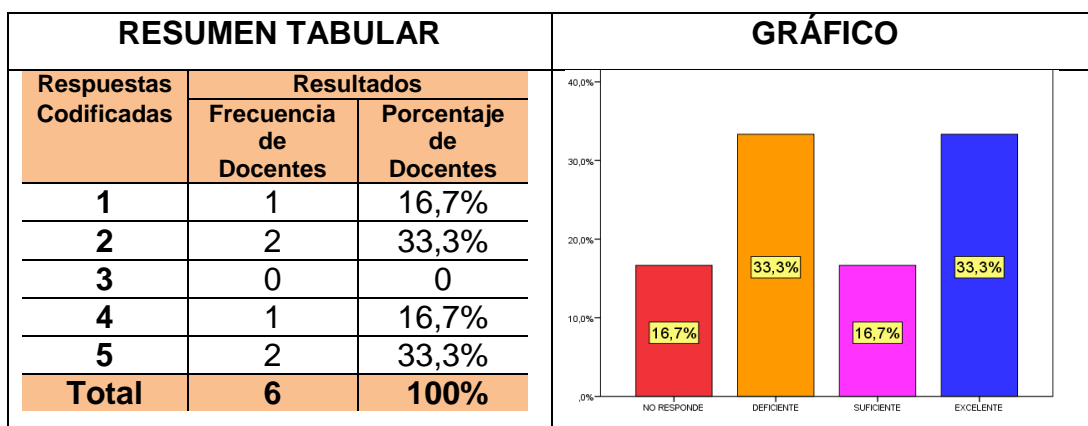 RESUMEN TABULAR
GRÁFICO
Respuestas Codificadas
Resultados
Frecuencia de Docentes
Porcentaje de Docentes
1 1 16,7%
2 2 33,3%
3 0 0
4 1 16,7%
5 2 33,3%
Total 6 100%
40,0%
30,0%
20,0%
10,0%
,0%
16,7%
33,3%
16,7%
33,3%
NO RESPONDE DEFICIENTE SUFICIENTE EXCELENTE